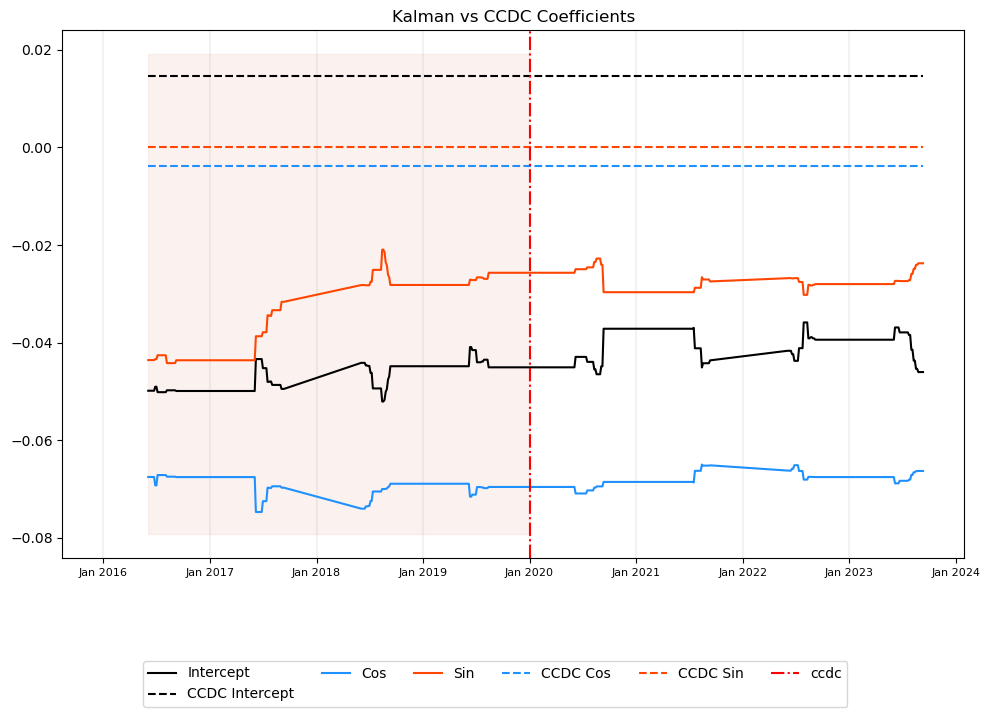 Kalman vs CCDC Coefficients
0.02
0.00
−0.02
−0.04
−0.06
−0.08
Jan 2016 Jan 2017 Jan 2018 Jan 2019 Jan 2020 Jan 2021 Jan 2022 Jan 2023 Jan 2024
Intercept Cos Sin CCDC Cos CCDC Sin ccdc
CCDC Intercept